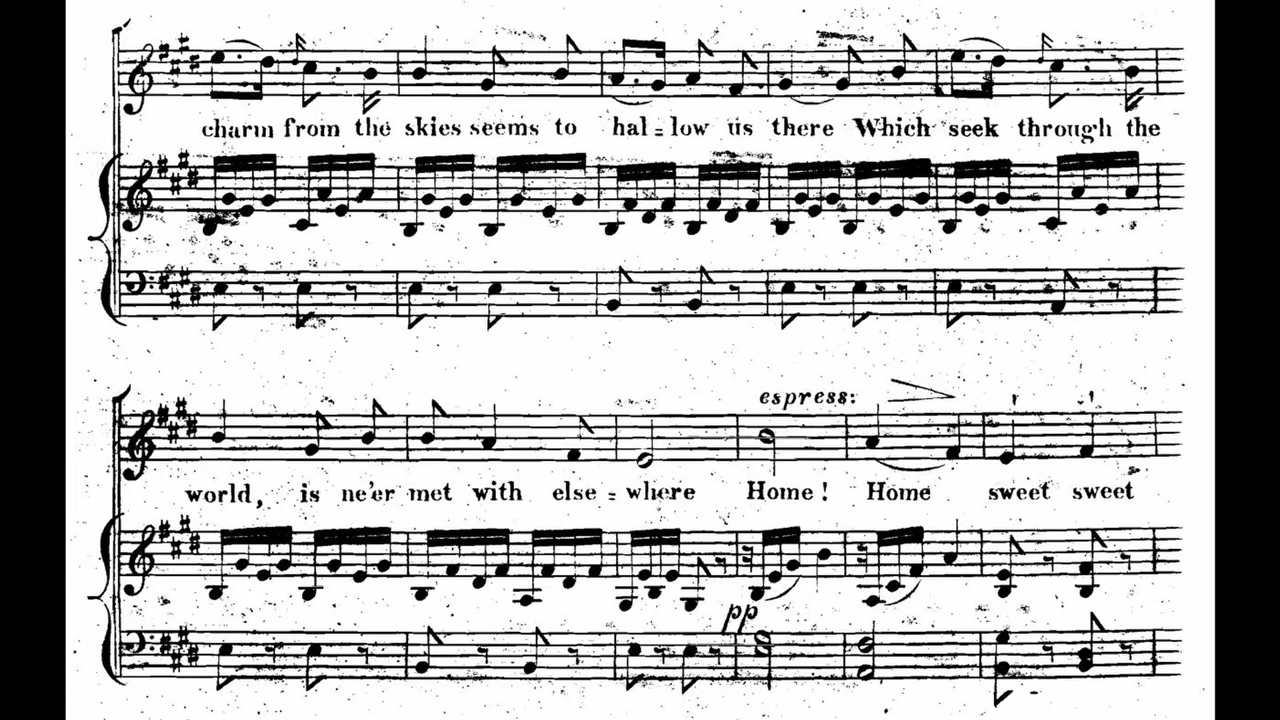 charm from the skies seems to hal = low us there Which seek through the
espress:
world, is ne'er met with else = where Home! Home sweet sweet
pp